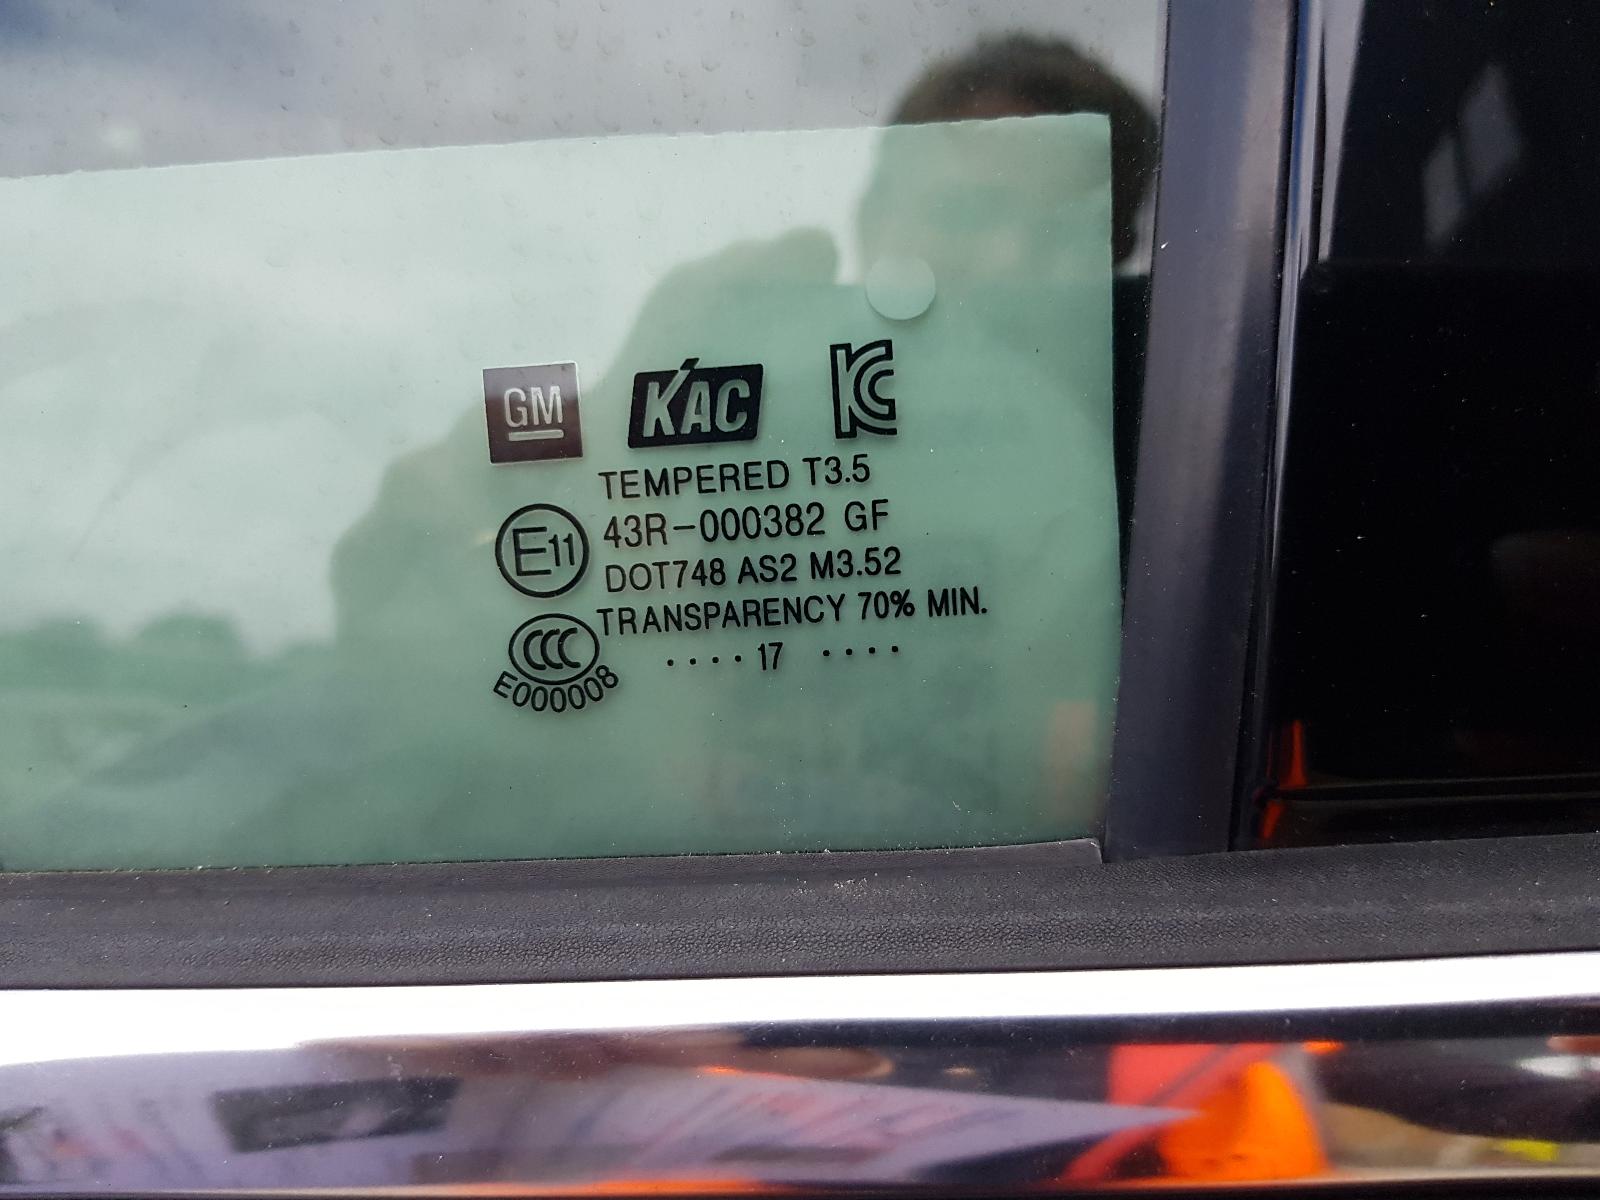 GM KAC KC
TEMPERED T3.5
E11 43R-000382 GF
DOT748 AS2 M3.52
TRANSPARENCY 70% MIN.
CCC
E000008
.... 17 ....